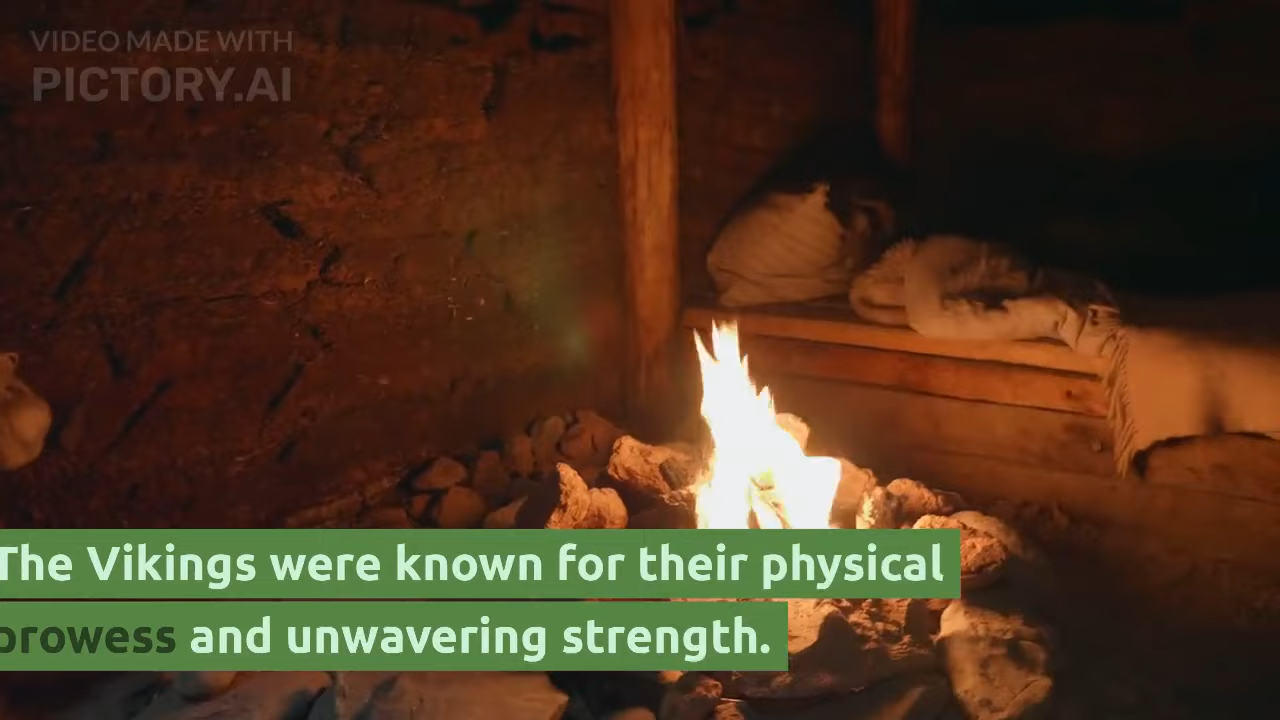 VIDEO MADE WITH
PICTORY.AI
The Vikings were known for their physical
prowess and unwavering strength.